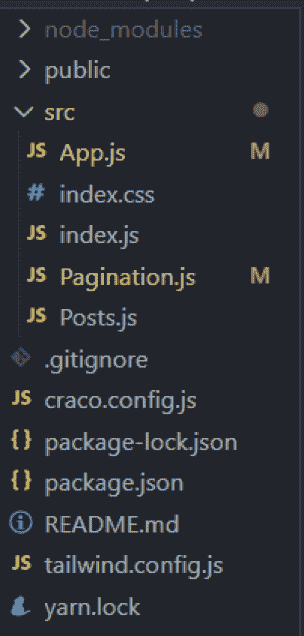 node_modules
public
src
JS App.js M
# index.css
JS index.js
JS Pagination.js M
JS Posts.js
.gitignore
JS craco.config.js
{} package-lock.json
{} package.json
README.md
JS tailwind.config.js
yarn.lock